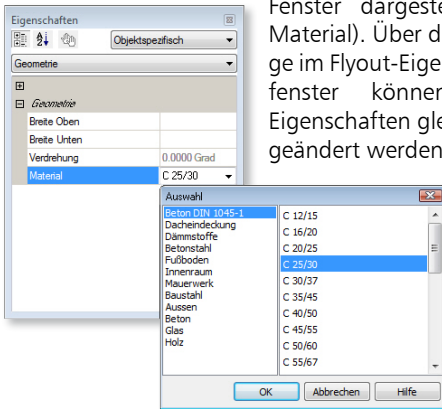 Fenster
Material). Über
ge im Flyout-Eige
fenster können
Eigenschaften
geändert werden
Eigenschaften
Objektspezifisch
Geometrie
Geometrie
Breite Oben
Breite Unten
Verdrehung 0.0000 Grad
Material C 25/30
Auswahl
Beton DIN 1045-1
Dacheindeckung
Dämmstoffe
Betonstahl
Fußboden
Innenraum
Mauerwerk
Baustahl
Aussen
Beton
Glas
Holz
C 12/15
C 16/20
C 20/25
C 25/30
C 30/37
C 35/45
C 40/50
C 45/55
C 50/60
C 55/67
OK Abbrechen Hilfe